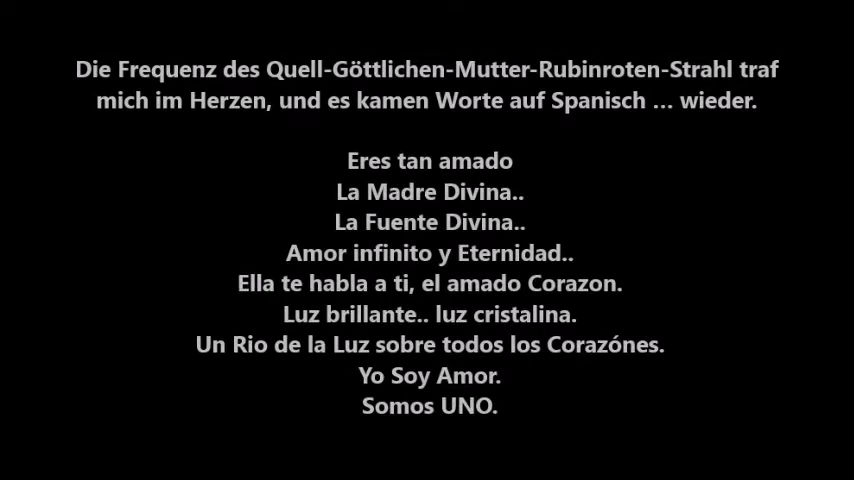 Die Frequenz des Quell-Göttlichen-Mutter-Rubinroten-Strahl traf
mich im Herzen, und es kamen Worte auf Spanisch … wieder.
Eres tan amado
La Madre Divina..
La Fuente Divina..
Amor infinito y Eternidad..
Ella te habla a ti, el amado Corazon.
Luz brillante.. luz cristalina.
Un Rio de la Luz sobre todos los Corazónes.
Yo Soy Amor.
Somos UNO.